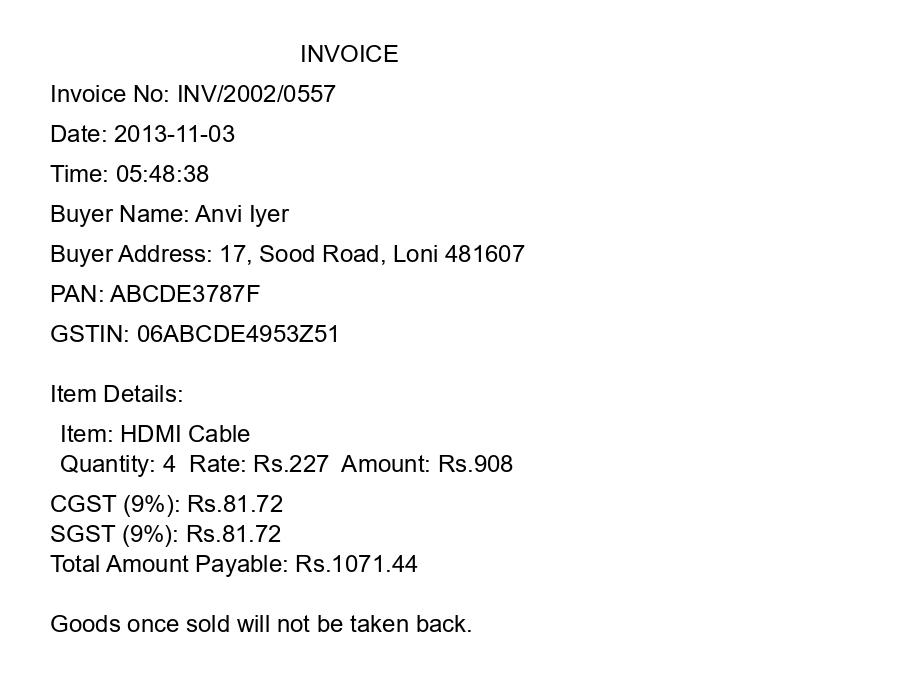 INVOICE
Invoice No: INV/2002/0557
Date: 2013-11-03
Time: 05:48:38
Buyer Name: Anvi Iyer
Buyer Address: 17, Sood Road, Loni 481607
PAN: ABCDE3787F
GSTIN: 06ABCDE4953Z51
Item Details:
Item: HDMI Cable
Quantity: 4  Rate: Rs.227  Amount: Rs.908
CGST (9%): Rs.81.72
SGST (9%): Rs.81.72
Total Amount Payable: Rs.1071.44
Goods once sold will not be taken back.